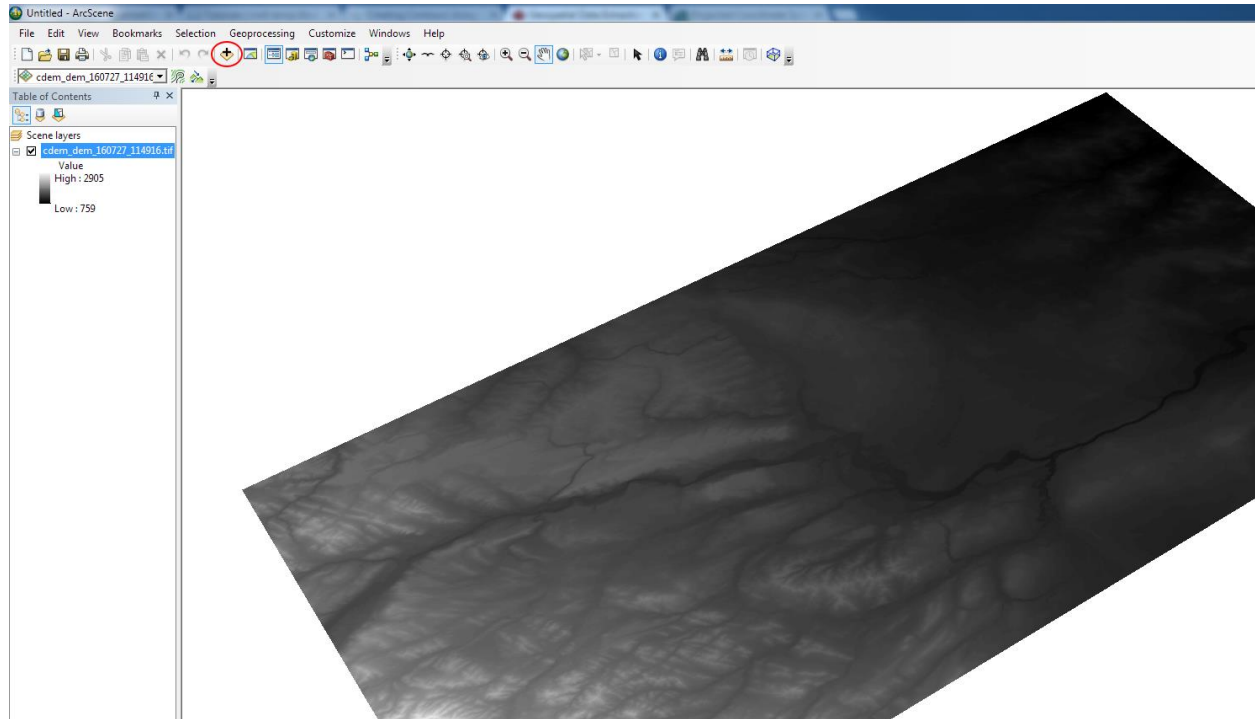 Untitled - ArcScene
File Edit View Bookmarks Selection Geoprocessing Customize Windows Help
cdem_dem_160727_114916
Table of Contents
Scene layers
cdem_dem_160727_114916.tif
Value
High : 2905
Low : 759